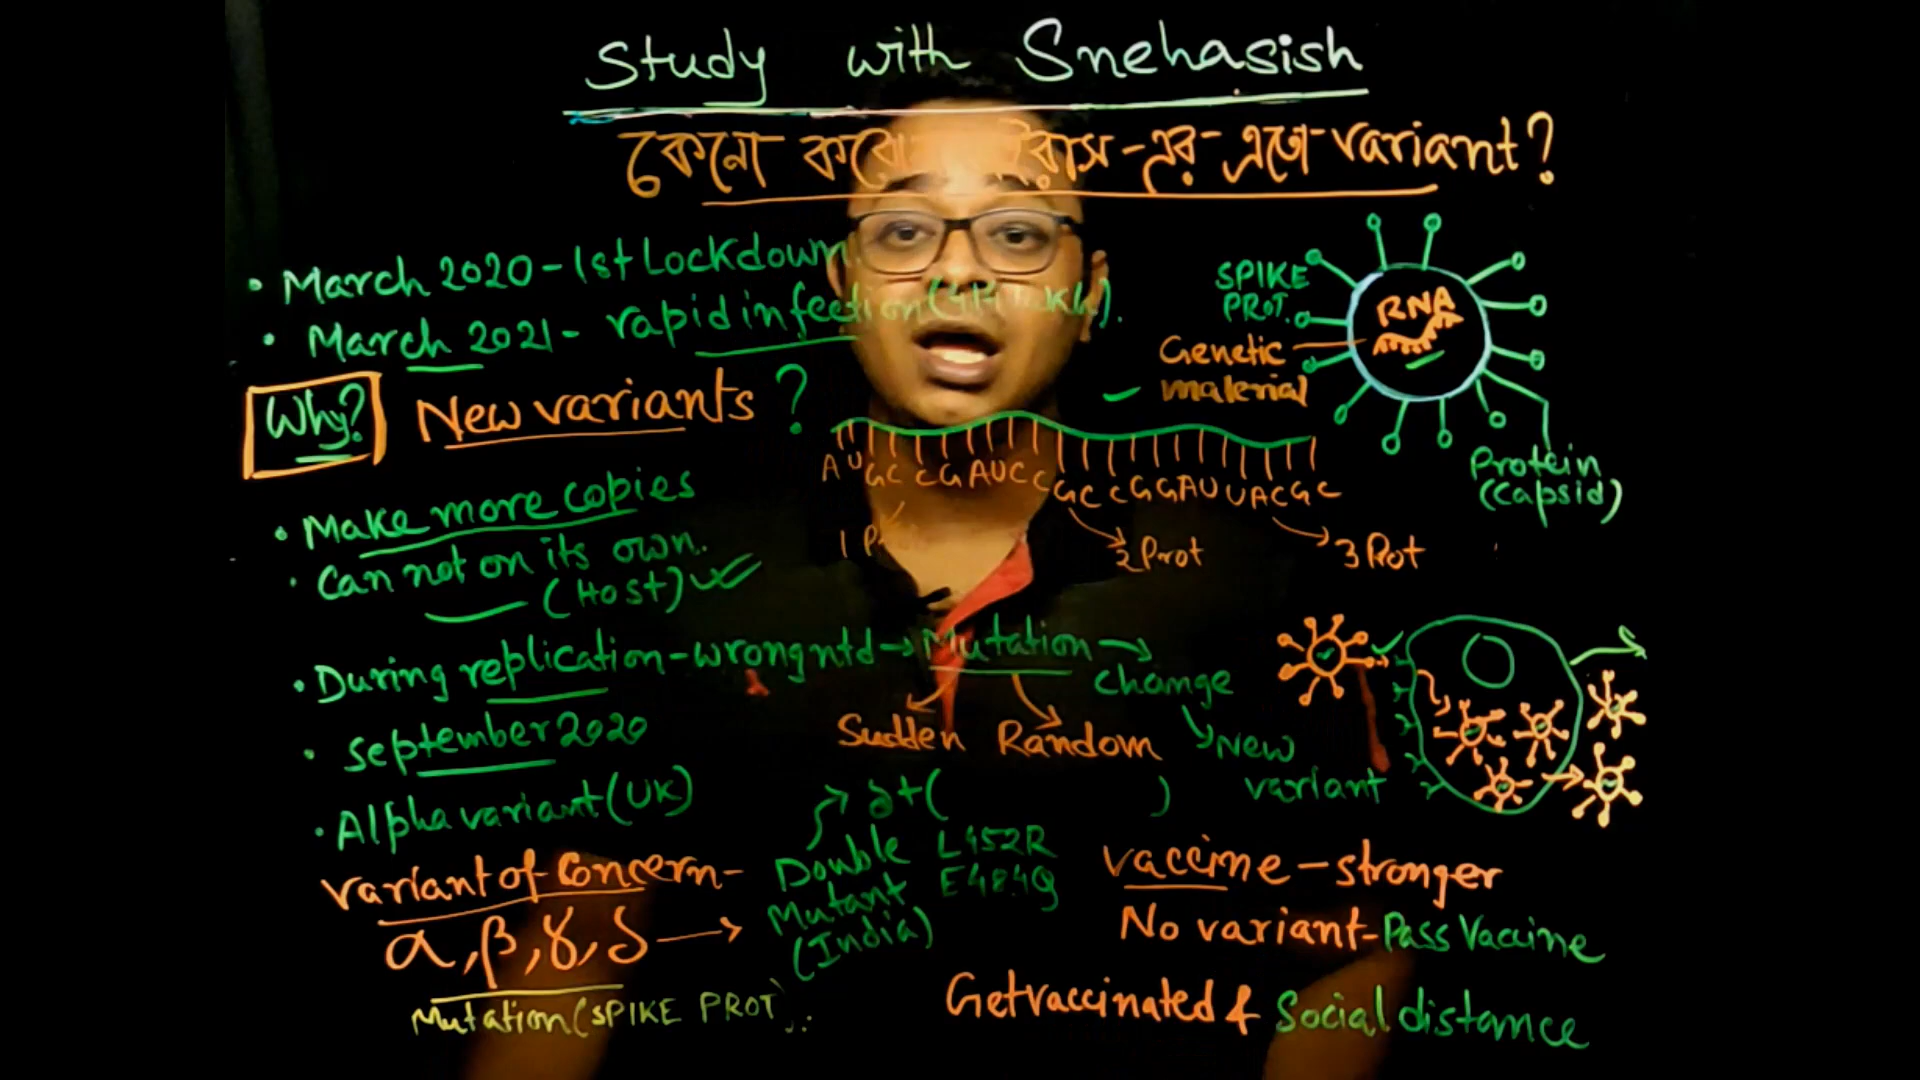 Study with Snehasish
কেনো -এর এতো variant?
• March 2020 - 1st Lockdown
• March 2021 - rapid infection
Why? New variants?
SPIKE
PROT.
RNA
Genetic
material
Protein
(Capsid)
A U G C C G A U C C G C C G G A U U A C G C
1 2 Prot 3 Prot
• Make more copies
• Can not on its own.
(Host)
• During replication - wrong ntd → Mutation → change
Sudden Random
New
variant
• September 2020
• Alpha variant (UK)
Variant of Concern -
α, β, γ, δ →
Mutation (SPIKE PROT).
δ+( )
Double L452R
Mutant E484Q
(India)
Vaccine - stronger
No variant - Pass Vaccine
Get vaccinated & Social distance